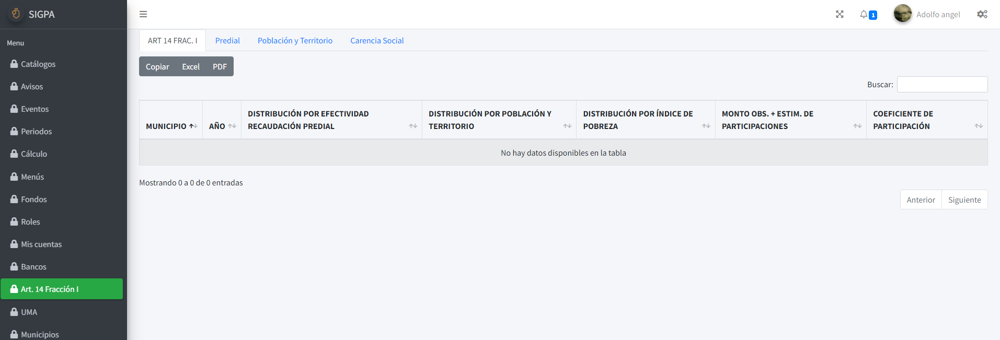 SIGPA
Menu
Catálogos
Avisos
Eventos
Periodos
Cálculo
Menús
Fondos
Roles
Mis cuentas
Bancos
Art. 14 Fracción I
UMA
Municipios
1
Adolfo angel
ART 14 FRAC. I
Predial
Población y Territorio
Carencia Social
Copiar
Excel
PDF
Buscar:
MUNICIPIO
AÑO
DISTRIBUCIÓN POR EFECTIVIDAD
RECAUDACIÓN PREDIAL
DISTRIBUCIÓN POR POBLACIÓN Y
TERRITORIO
DISTRIBUCIÓN POR ÍNDICE DE
POBREZA
MONTO OBS. + ESTIM. DE
PARTICIPACIONES
COEFICIENTE DE
PARTICIPACIÓN
No hay datos disponibles en la tabla
Mostrando 0 a 0 de 0 entradas
Anterior
Siguiente